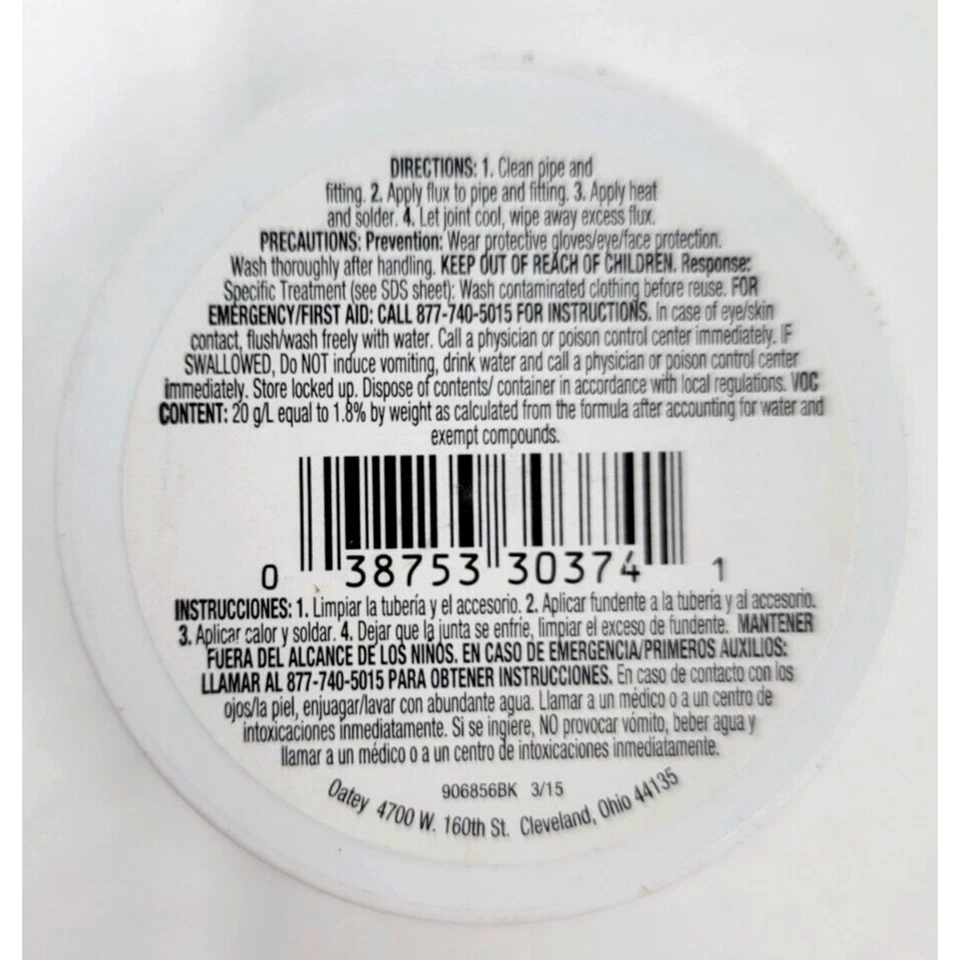 DIRECTIONS: 1. Clean pipe and
fitting. 2. Apply flux to pipe and fitting. 3. Apply heat
and solder. 4. Let joint cool, wipe away excess flux.
PRECAUTIONS: Prevention: Wear protective gloves/eye/face protection.
Wash thoroughly after handling. KEEP OUT OF REACH OF CHILDREN. Response:
Specific Treatment (see SDS sheet): Wash contaminated clothing before reuse. FOR
EMERGENCY/FIRST AID: CALL 877-740-5015 FOR INSTRUCTIONS. In case of eye/skin
contact, flush/wash freely with water. Call a physician or poison control center immediately. IF
SWALLOWED, Do NOT induce vomiting, drink water and call a physician or poison control center
immediately. Store locked up. Dispose of contents/ container in accordance with local regulations. VOC
CONTENT: 20 g/L equal to 1.8% by weight as calculated from the formula after accounting for water and
exempt compounds.
0 38753 30374 1
INSTRUCCIONES: 1. Limpiar la tubería y el accesorio. 2. Aplicar fundente a la tubería y al accesorio.
3. Aplicar calor y soldar. 4. Dejar que la junta se enfríe, limpiar el exceso de fundente. MANTENER
FUERA DEL ALCANCE DE LOS NIÑOS. EN CASO DE EMERGENCIA/PRIMEROS AUXILIOS:
LLAMAR AL 877-740-5015 PARA OBTENER INSTRUCCIONES. En caso de contacto con los
ojos/la piel, enjuagar/lavar con abundante agua. Llamar a un médico o a un centro de
intoxicaciones inmediatamente. Si se ingiere, NO provocar vómito, beber agua y
llamar a un médico o a un centro de intoxicaciones inmediatamente.
906856BK 3/15
Oatey 4700 W. 160th St. Cleveland, Ohio 44135